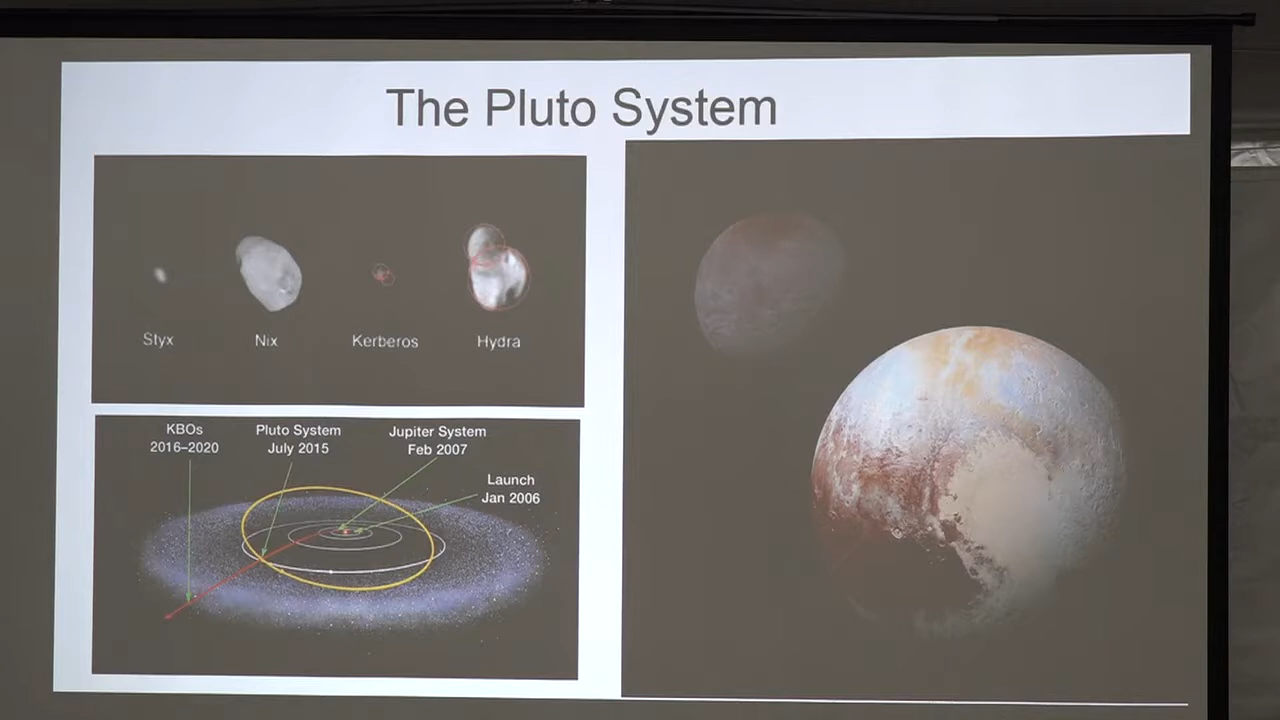 The Pluto System
Styx
Nix
Kerberos
Hydra
KBOs
2016–2020
Pluto System
July 2015
Jupiter System
Feb 2007
Launch
Jan 2006